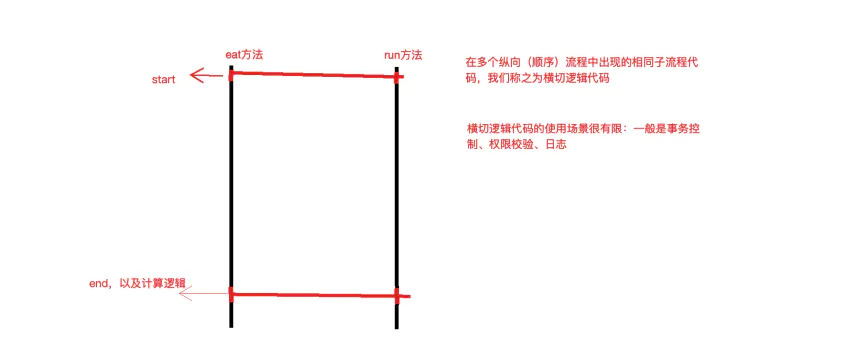 eat方法
run方法
start
在多个纵向（顺序）流程中出现的相同子流程代
码，我们称之为横切逻辑代码
横切逻辑代码的使用场景很有限：一般是事务控
制、权限校验、日志
end，以及计算逻辑